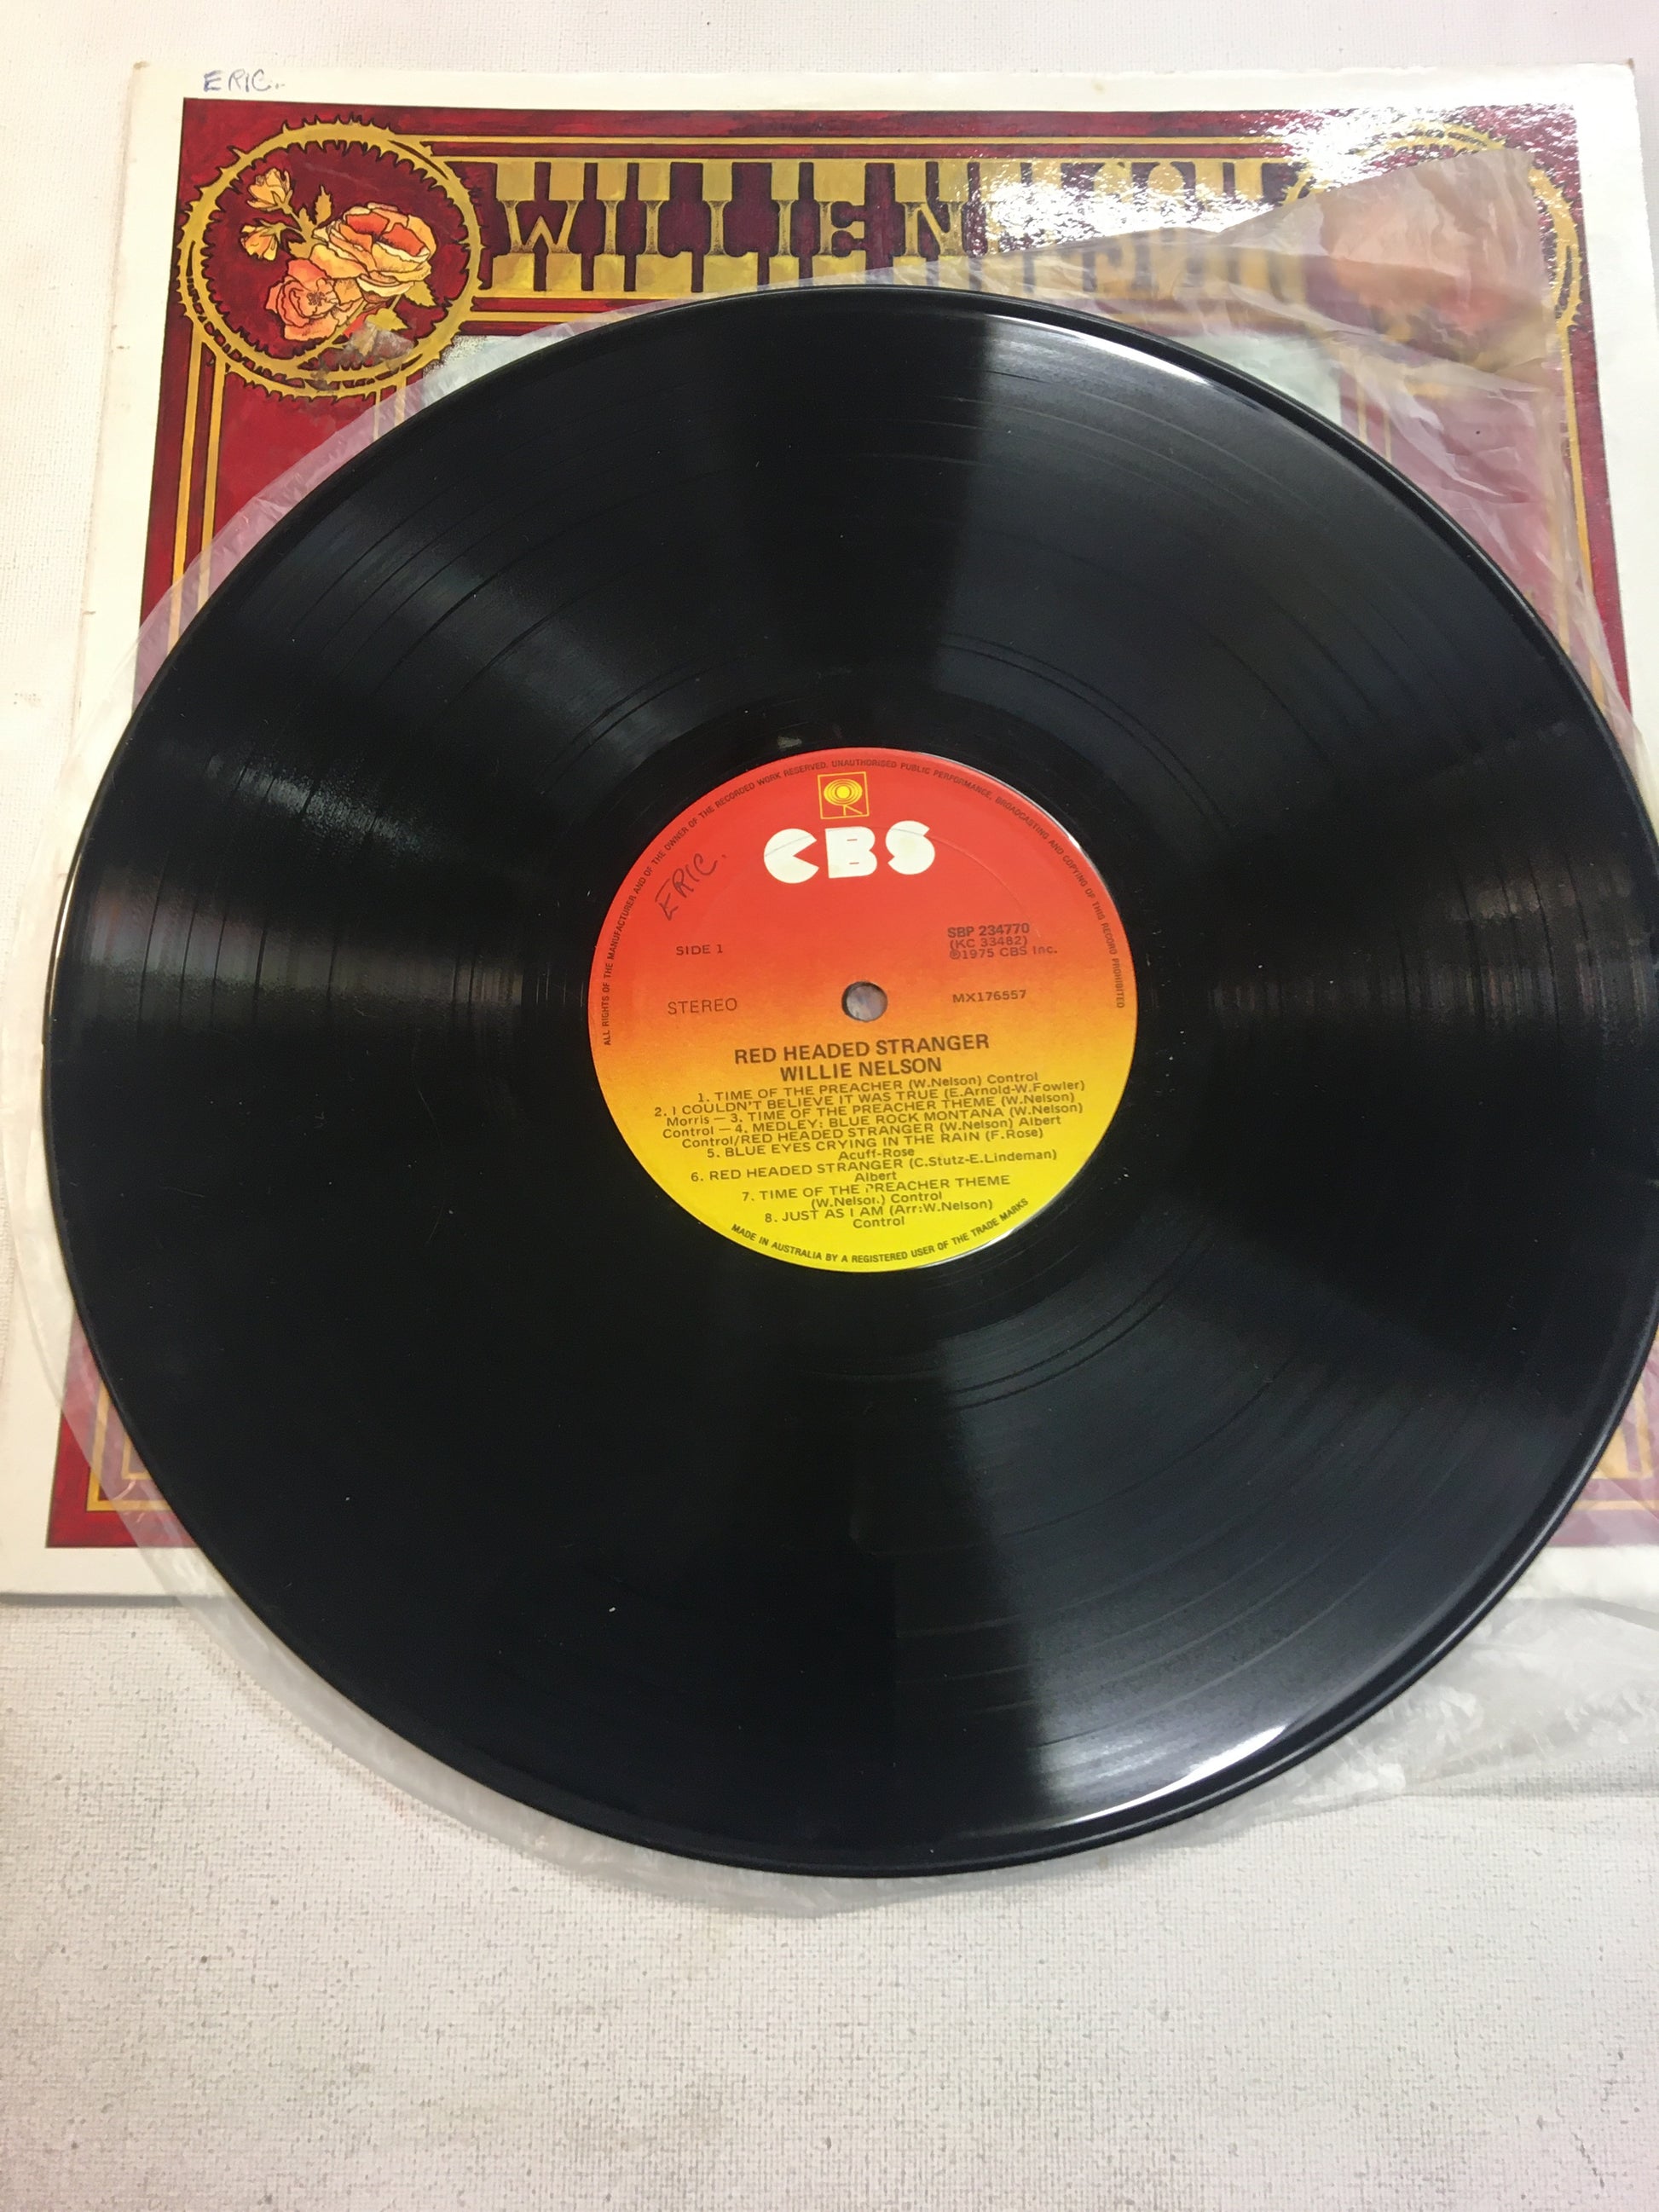 ERIC.
WILLIE N
ALL RIGHTS OF THE MANUFACTURER AND OF THE OWNER OF THE RECORDED WORK RESERVED. UNAUTHORISED PUBLIC PERFORMANCE, BROADCASTING AND COPYING OF THIS RECORD PROHIBITED
CBS
ERIC.
SIDE 1
SBP 234770
(KC 33482)
©1975 CBS Inc.
STEREO
MX176557
RED HEADED STRANGER
WILLIE NELSON
1. TIME OF THE PREACHER (W.Nelson) Control
2. I COULDN'T BELIEVE IT WAS TRUE (E.Arnold-W.Fowler)
Morris — 3. TIME OF THE PREACHER THEME (W.Nelson)
Control — 4. MEDLEY: BLUE ROCK MONTANA (W.Nelson)
Control/RED HEADED STRANGER (W.Nelson) Albert
5. BLUE EYES CRYING IN THE RAIN (F.Rose)
Acuff-Rose
6. RED HEADED STRANGER (C.Stutz-E.Lindeman)
Albert
7. TIME OF THE PREACHER THEME
(W.Nelson) Control
8. JUST AS I AM (Arr:W.Nelson)
Control
MADE IN AUSTRALIA BY A REGISTERED USER OF THE TRADE MARKS